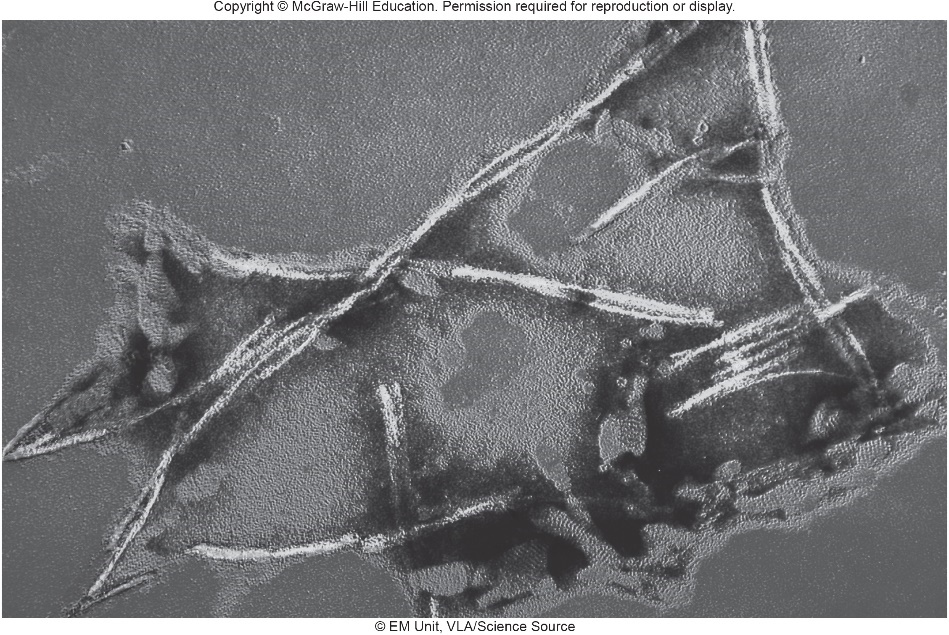 Copyright © McGraw-Hill Education. Permission required for reproduction or display.
© EM Unit, VLA/Science Source